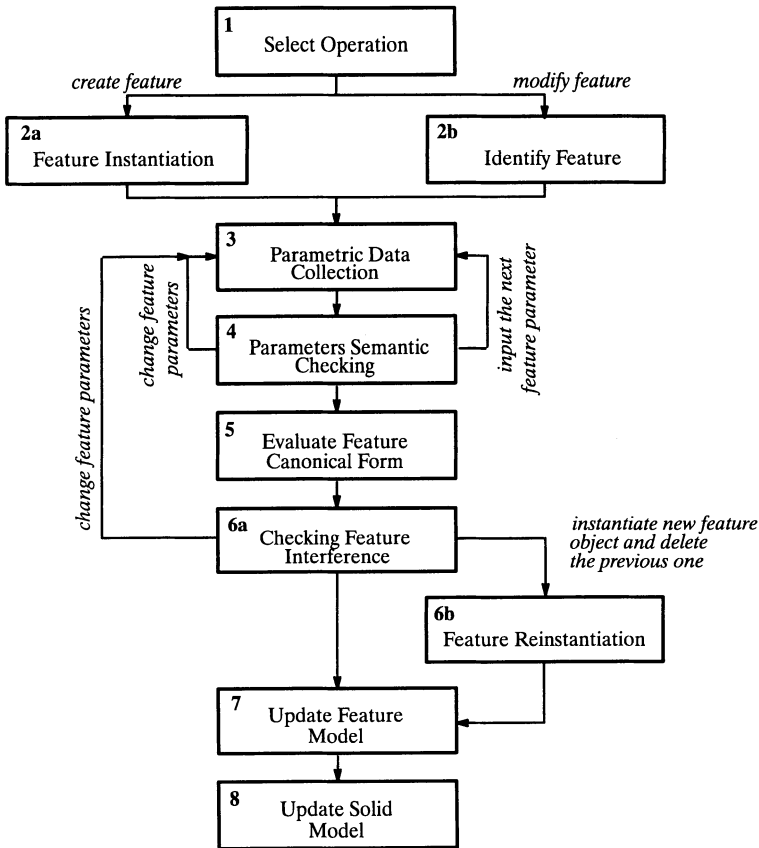 1
Select Operation
create feature
modify feature
2a
Feature Instantiation
2b
Identify Feature
3
Parametric Data
Collection
change feature parameters
change feature
parameters
input the next
feature parameter
4
Parameters Semantic
Checking
5
Evaluate Feature
Canonical Form
6a
Checking Feature
Interference
instantiate new feature
object and delete
the previous one
6b
Feature Reinstantiation
7
Update Feature
Model
8
Update Solid
Model